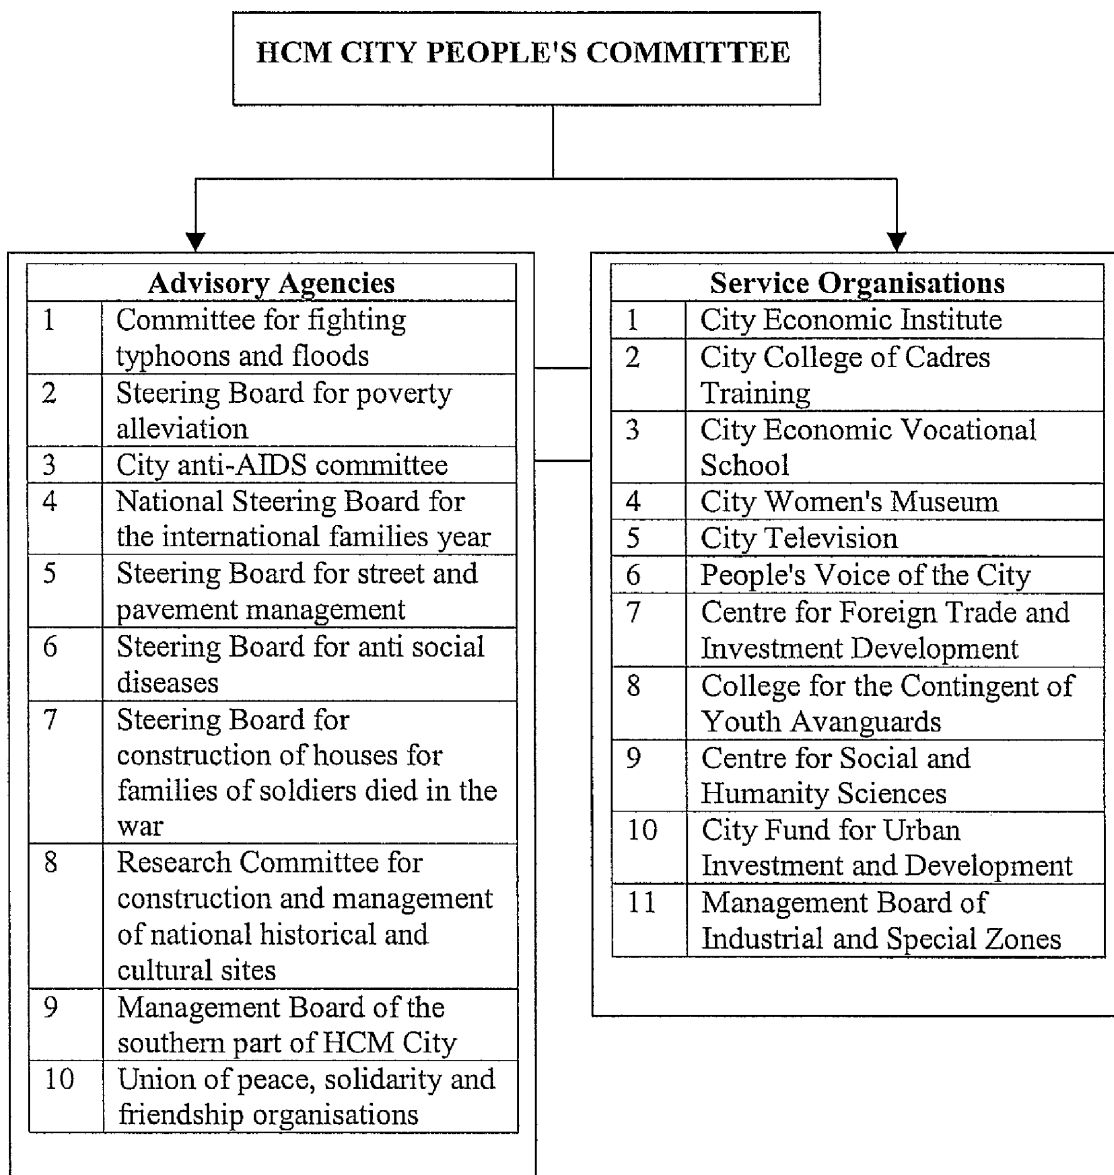 HCM CITY PEOPLE'S COMMITTEE
Advisory Agencies
1 Committee for fighting
typhoons and floods
2 Steering Board for poverty
alleviation
3 City anti-AIDS committee
4 National Steering Board for
the international families year
5 Steering Board for street and
pavement management
6 Steering Board for anti social
diseases
7 Steering Board for
construction of houses for
families of soldiers died in the
war
8 Research Committee for
construction and management
of national historical and
cultural sites
9 Management Board of the
southern part of HCM City
10 Union of peace, solidarity and
friendship organisations
Service Organisations
1 City Economic Institute
2 City College of Cadres
Training
3 City Economic Vocational
School
4 City Women's Museum
5 City Television
6 People's Voice of the City
7 Centre for Foreign Trade and
Investment Development
8 College for the Contingent of
Youth Avanguards
9 Centre for Social and
Humanity Sciences
10 City Fund for Urban
Investment and Development
11 Management Board of
Industrial and Special Zones